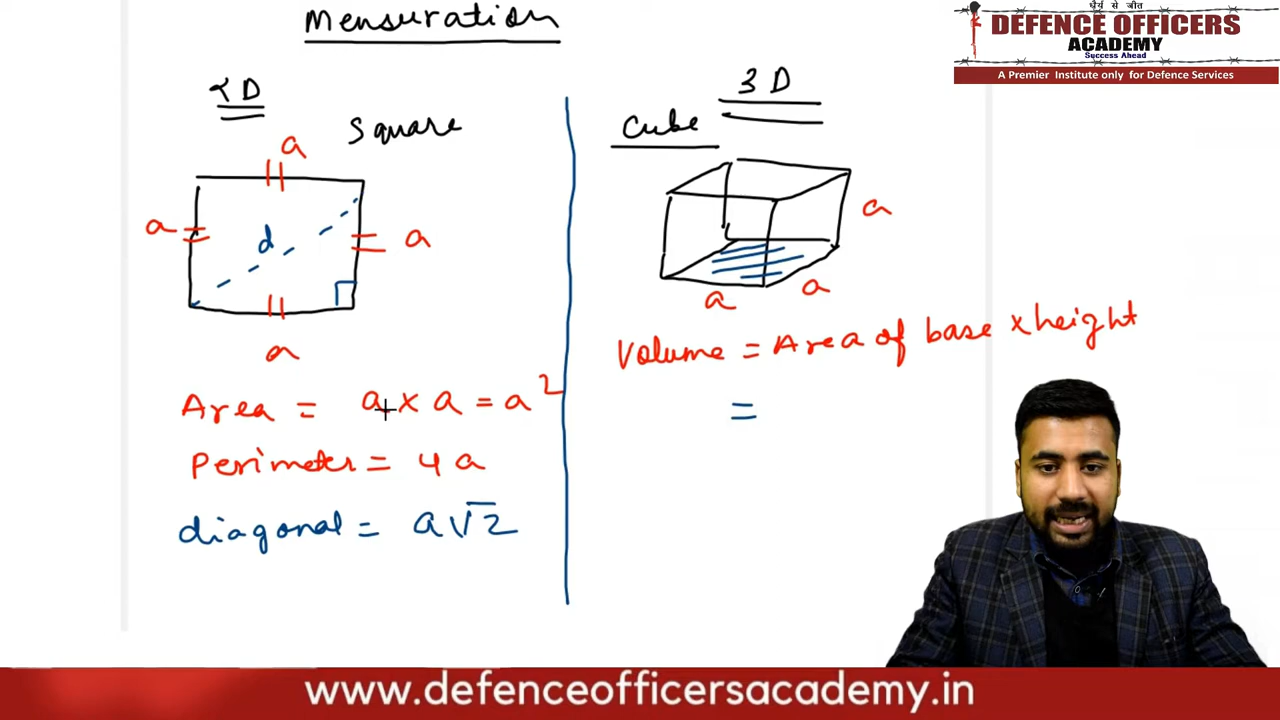 Mensuration
धैर्य से जीत
DEFENCE OFFICERS
ACADEMY
Success Ahead
A Premier Institute only for Defence Services
2D
Square
a
a
d
a
a
Area = a × a = a²
Perimeter = 4a
diagonal = a√2
3D
Cube
a
a
a
Volume = Area of base × height
=
www.defenceofficersacademy.in